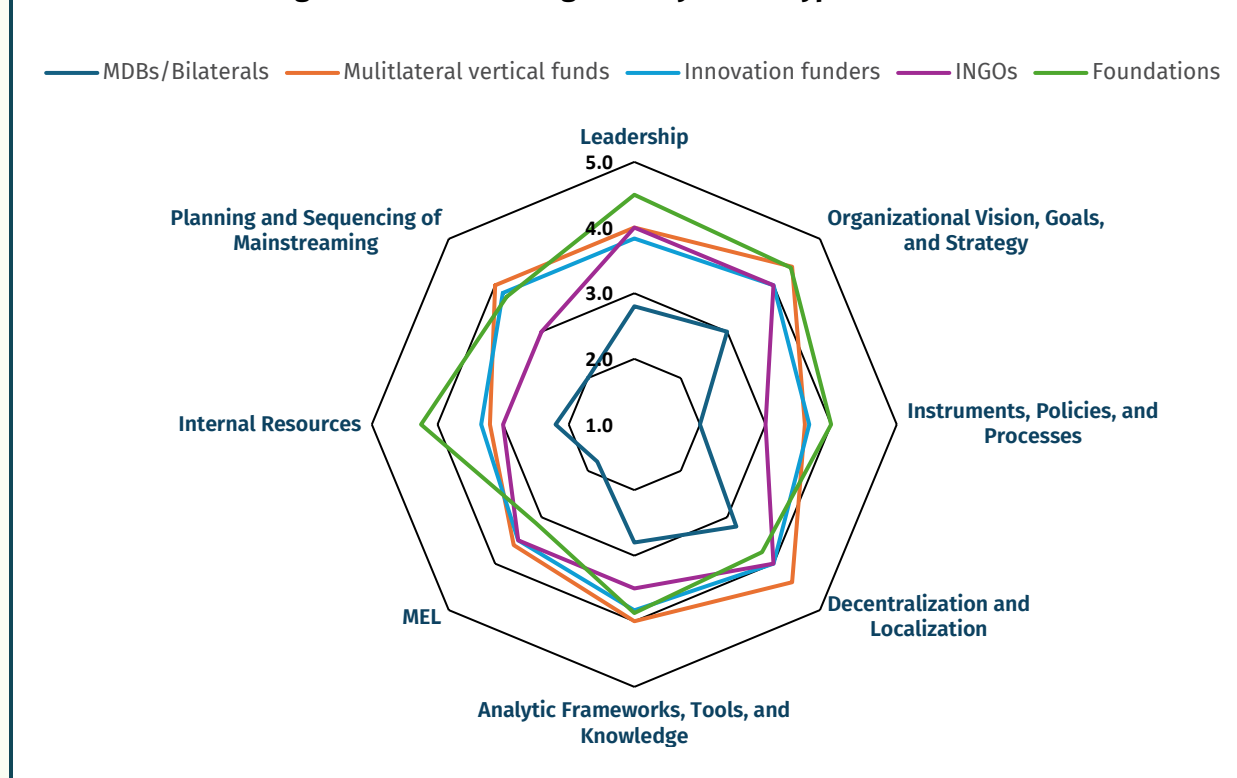 MDBs/Bilaterals
Mulitlateral vertical funds
Innovation funders
INGOs
Foundations
Leadership
5.0
Planning and Sequencing of
Mainstreaming
Organizational Vision, Goals,
and Strategy
4.0
3.0
2.0
1.0
Internal Resources
Instruments, Policies, and
Processes
MEL
Decentralization and
Localization
Analytic Frameworks, Tools, and
Knowledge